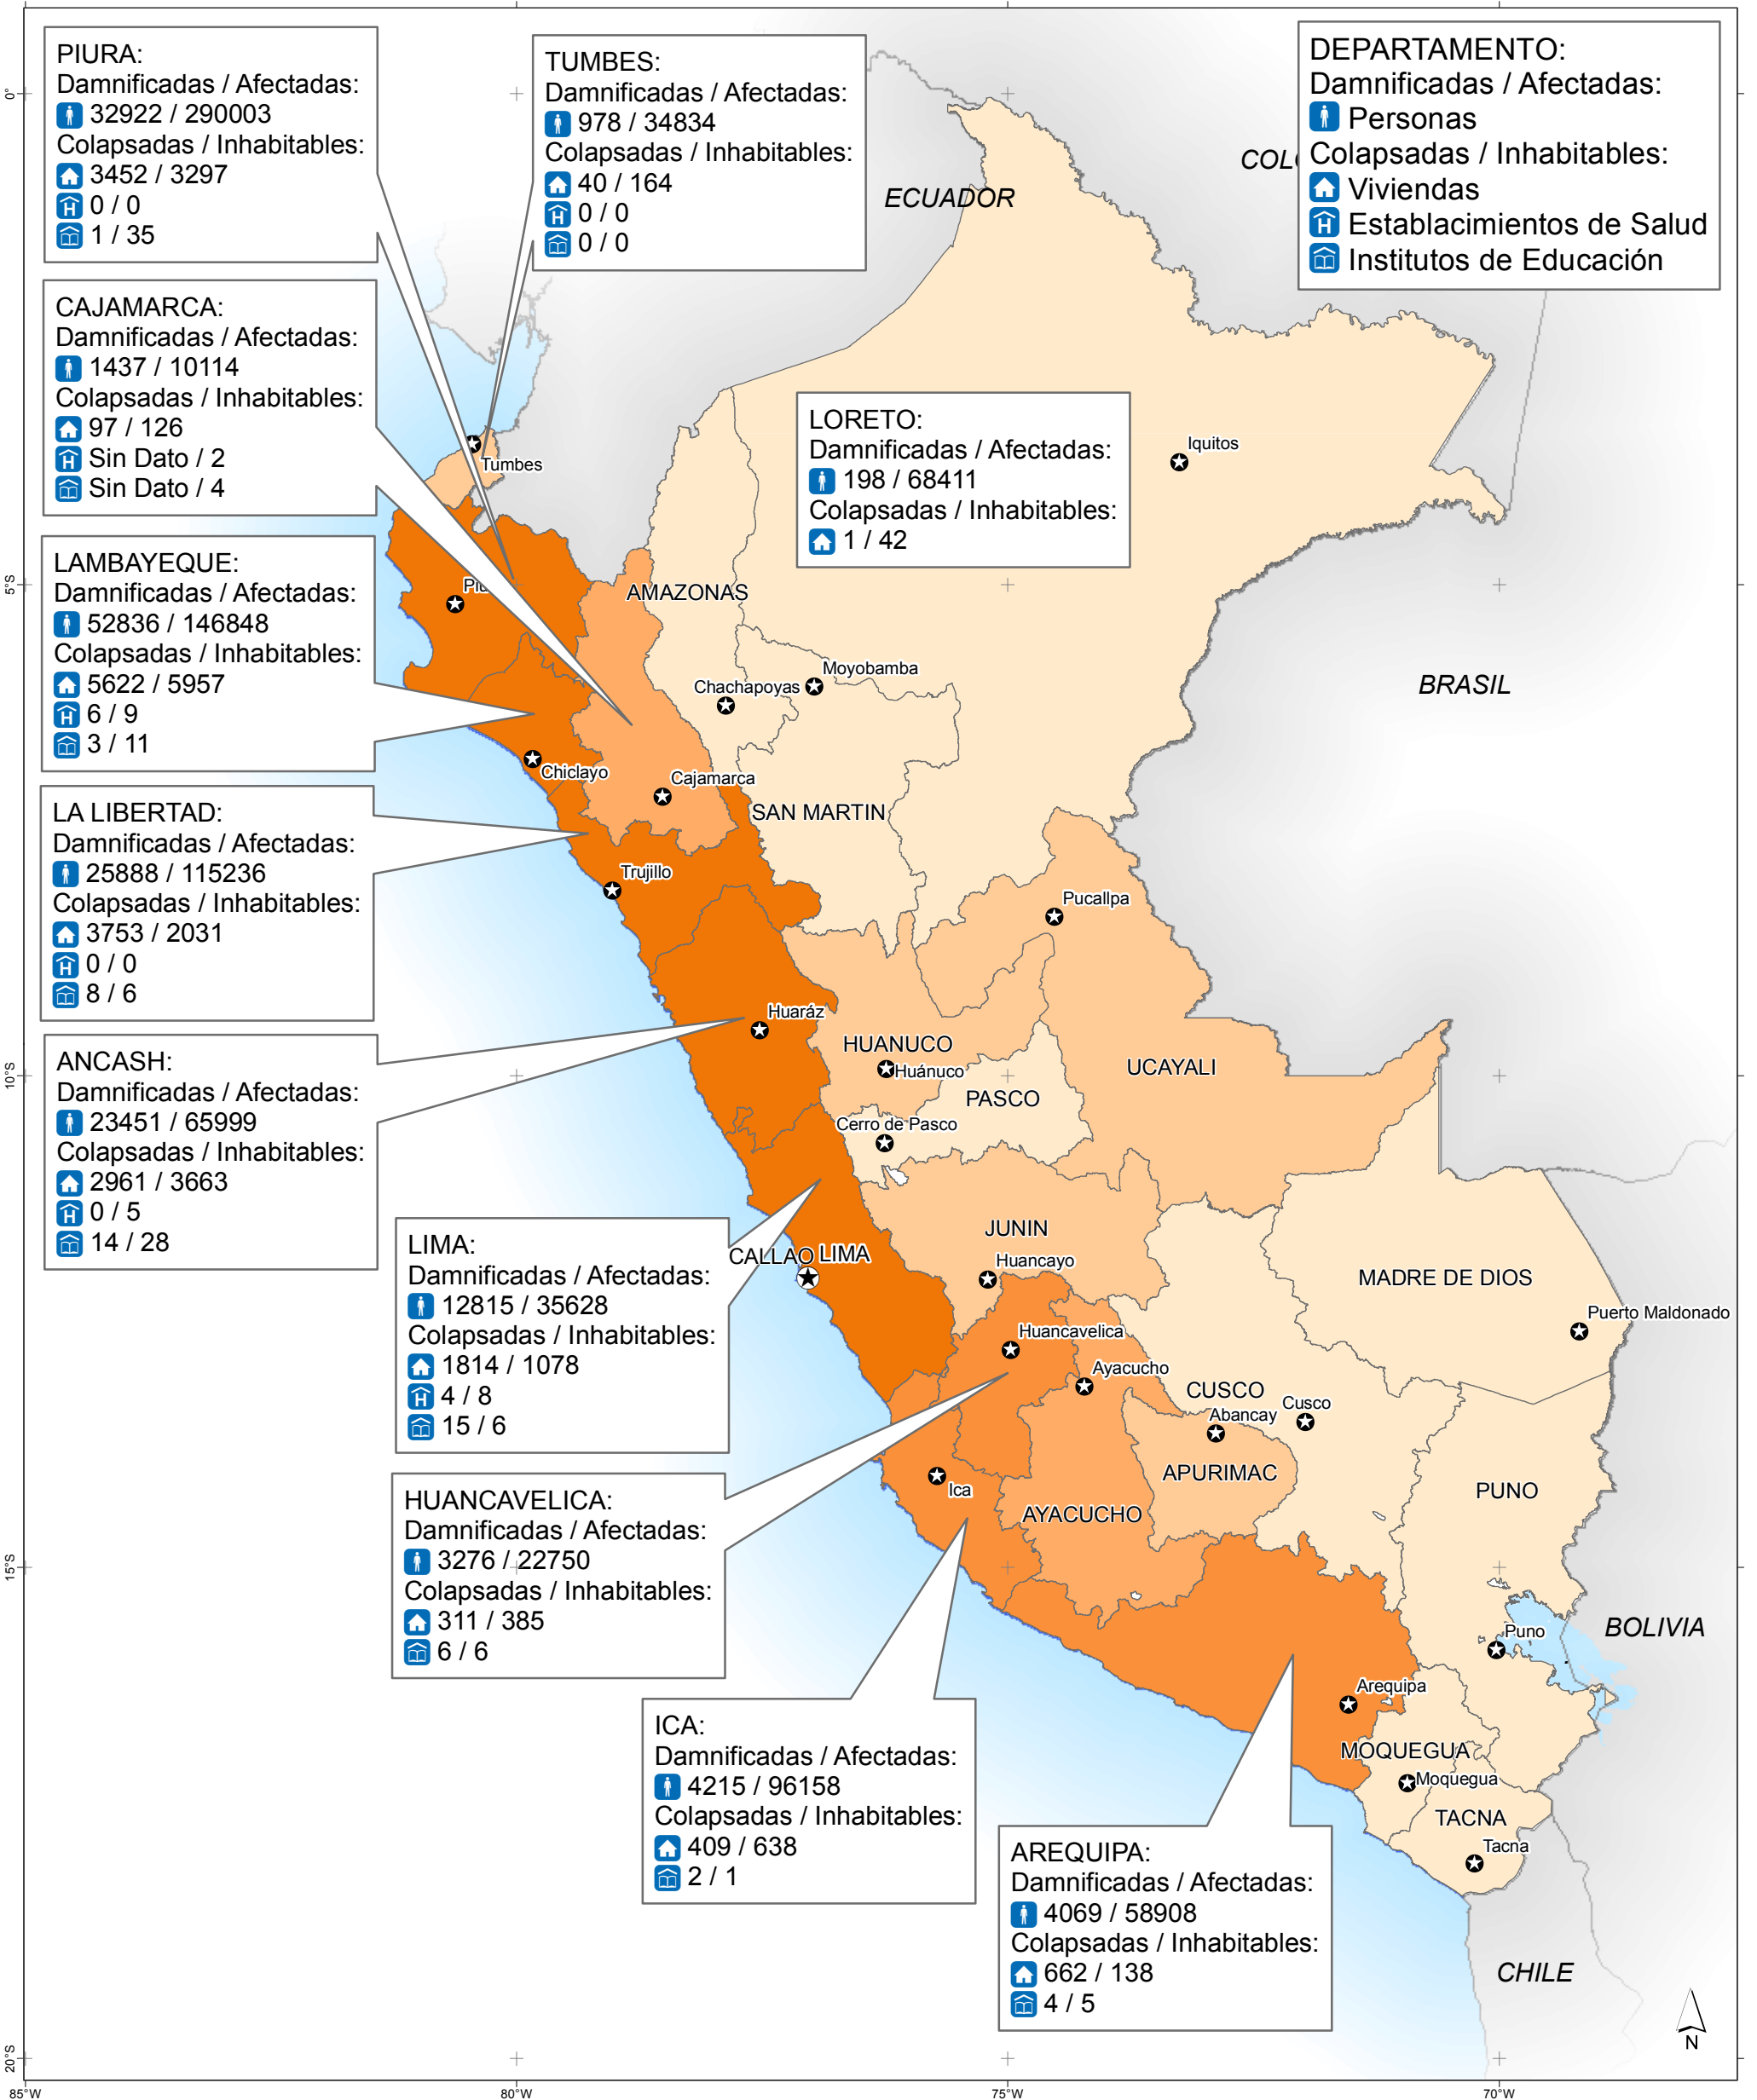 PIURA:
Damnificadas / Afectadas:
32922 / 290003
Colapsadas / Inhabitables:
3452 / 3297
0 / 0
1 / 35
TUMBES:
Damnificadas / Afectadas:
978 / 34834
Colapsadas / Inhabitables:
40 / 164
0 / 0
0 / 0
DEPARTAMENTO:
Damnificadas / Afectadas:
Personas
Colapsadas / Inhabitables:
Viviendas
Establacimientos de Salud
Institutos de Educación
CAJAMARCA:
Damnificadas / Afectadas:
1437 / 10114
Colapsadas / Inhabitables:
97 / 126
Sin Dato / 2
Sin Dato / 4
LORETO:
Damnificadas / Afectadas:
198 / 68411
Colapsadas / Inhabitables:
1 / 42
LAMBAYEQUE:
Damnificadas / Afectadas:
52836 / 146848
Colapsadas / Inhabitables:
5622 / 5957
6 / 9
3 / 11
LA LIBERTAD:
Damnificadas / Afectadas:
25888 / 115236
Colapsadas / Inhabitables:
3753 / 2031
0 / 0
8 / 6
ANCASH:
Damnificadas / Afectadas:
23451 / 65999
Colapsadas / Inhabitables:
2961 / 3663
0 / 5
14 / 28
LIMA:
Damnificadas / Afectadas:
12815 / 35628
Colapsadas / Inhabitables:
1814 / 1078
4 / 8
15 / 6
HUANCAVELICA:
Damnificadas / Afectadas:
3276 / 22750
Colapsadas / Inhabitables:
311 / 385
6 / 6
ICA:
Damnificadas / Afectadas:
4215 / 96158
Colapsadas / Inhabitables:
409 / 638
2 / 1
AREQUIPA:
Damnificadas / Afectadas:
4069 / 58908
Colapsadas / Inhabitables:
662 / 138
4 / 5
ECUADOR
BRASIL
BOLIVIA
CHILE
Tumbes
Iquitos
AMAZONAS
Moyobamba
Chachapoyas
Chiclayo
Cajamarca
SAN MARTIN
Trujillo
Pucallpa
Huaráz
HUANUCO
Huánuco
UCAYALI
PASCO
Cerro de Pasco
JUNIN
Huancayo
CALLAO
LIMA
MADRE DE DIOS
Puerto Maldonado
Huancavelica
Ayacucho
CUSCO
Cusco
Abancay
APURIMAC
Ica
AYACUCHO
PUNO
Puno
Arequipa
MOQUEGUA
Moquegua
TACNA
Tacna
N
0°
5°S
10°S
15°S
20°S
85°W
80°W
75°W
70°W